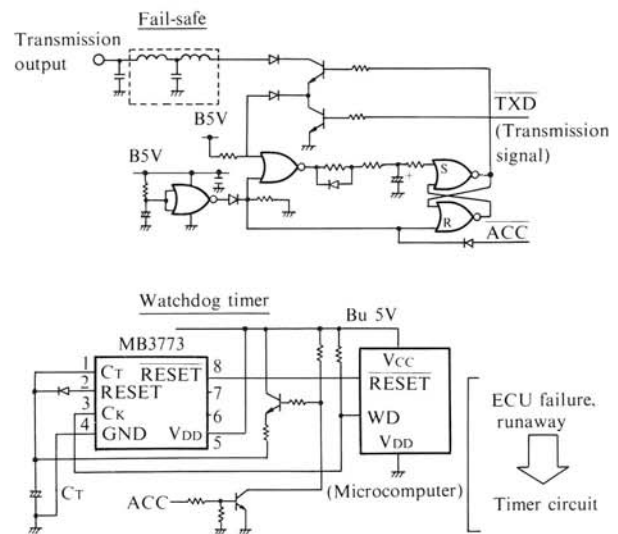 Fail-safe
Transmission
output
TXD
(Transmission
signal)
B5V
B5V
S
R
+
ACC
Watchdog timer
Bu 5V
MB3773
1
2
3
4
CT
RESET
CK
GND
RESET
VDD
8
7
6
5
VCC
RESET
WD
VDD
CT
ACC
(Microcomputer)
ECU failure,
runaway
Timer circuit